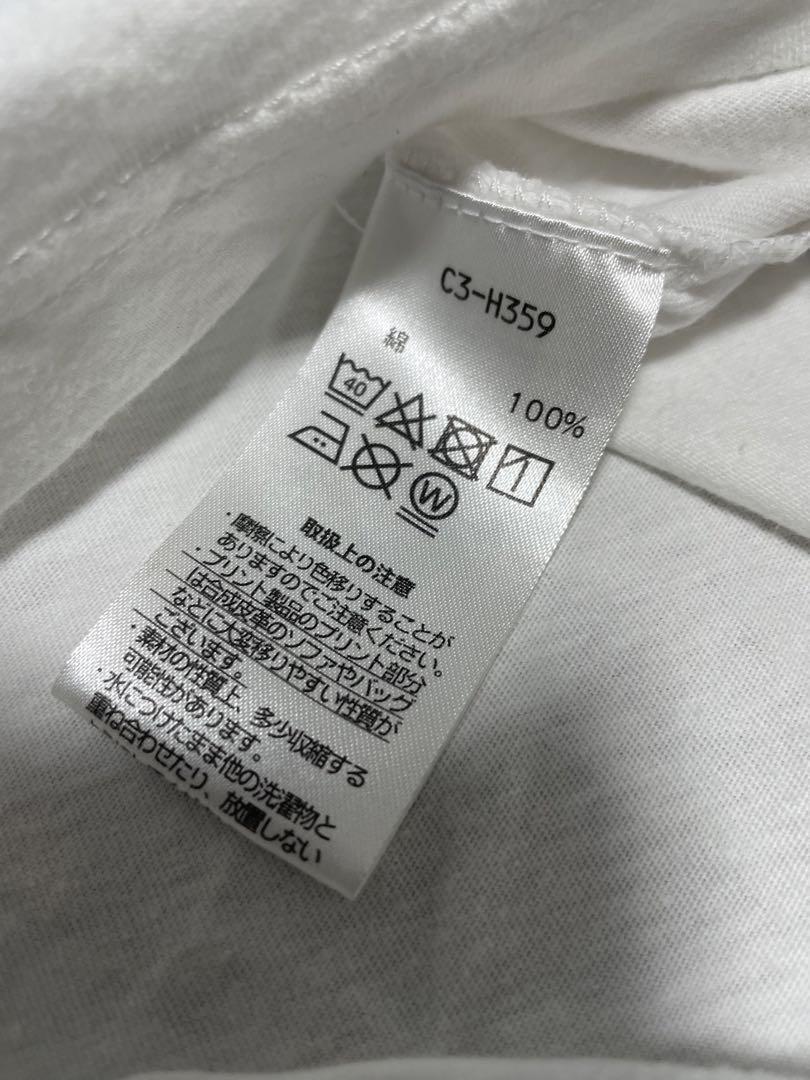 C3-H359
綿 100%
40
W
取扱上の注意
・摩擦により色移りすることが
ありますのでご注意ください。
・プリント製品のプリント部分
は合成皮革のソファやバッグ
などに大変移りやすい性質が
ございます。
・素材の性質上、多少収縮する
可能性があります。
・水につけたまま他の洗濯物と
重ね合わせたり、放置しない